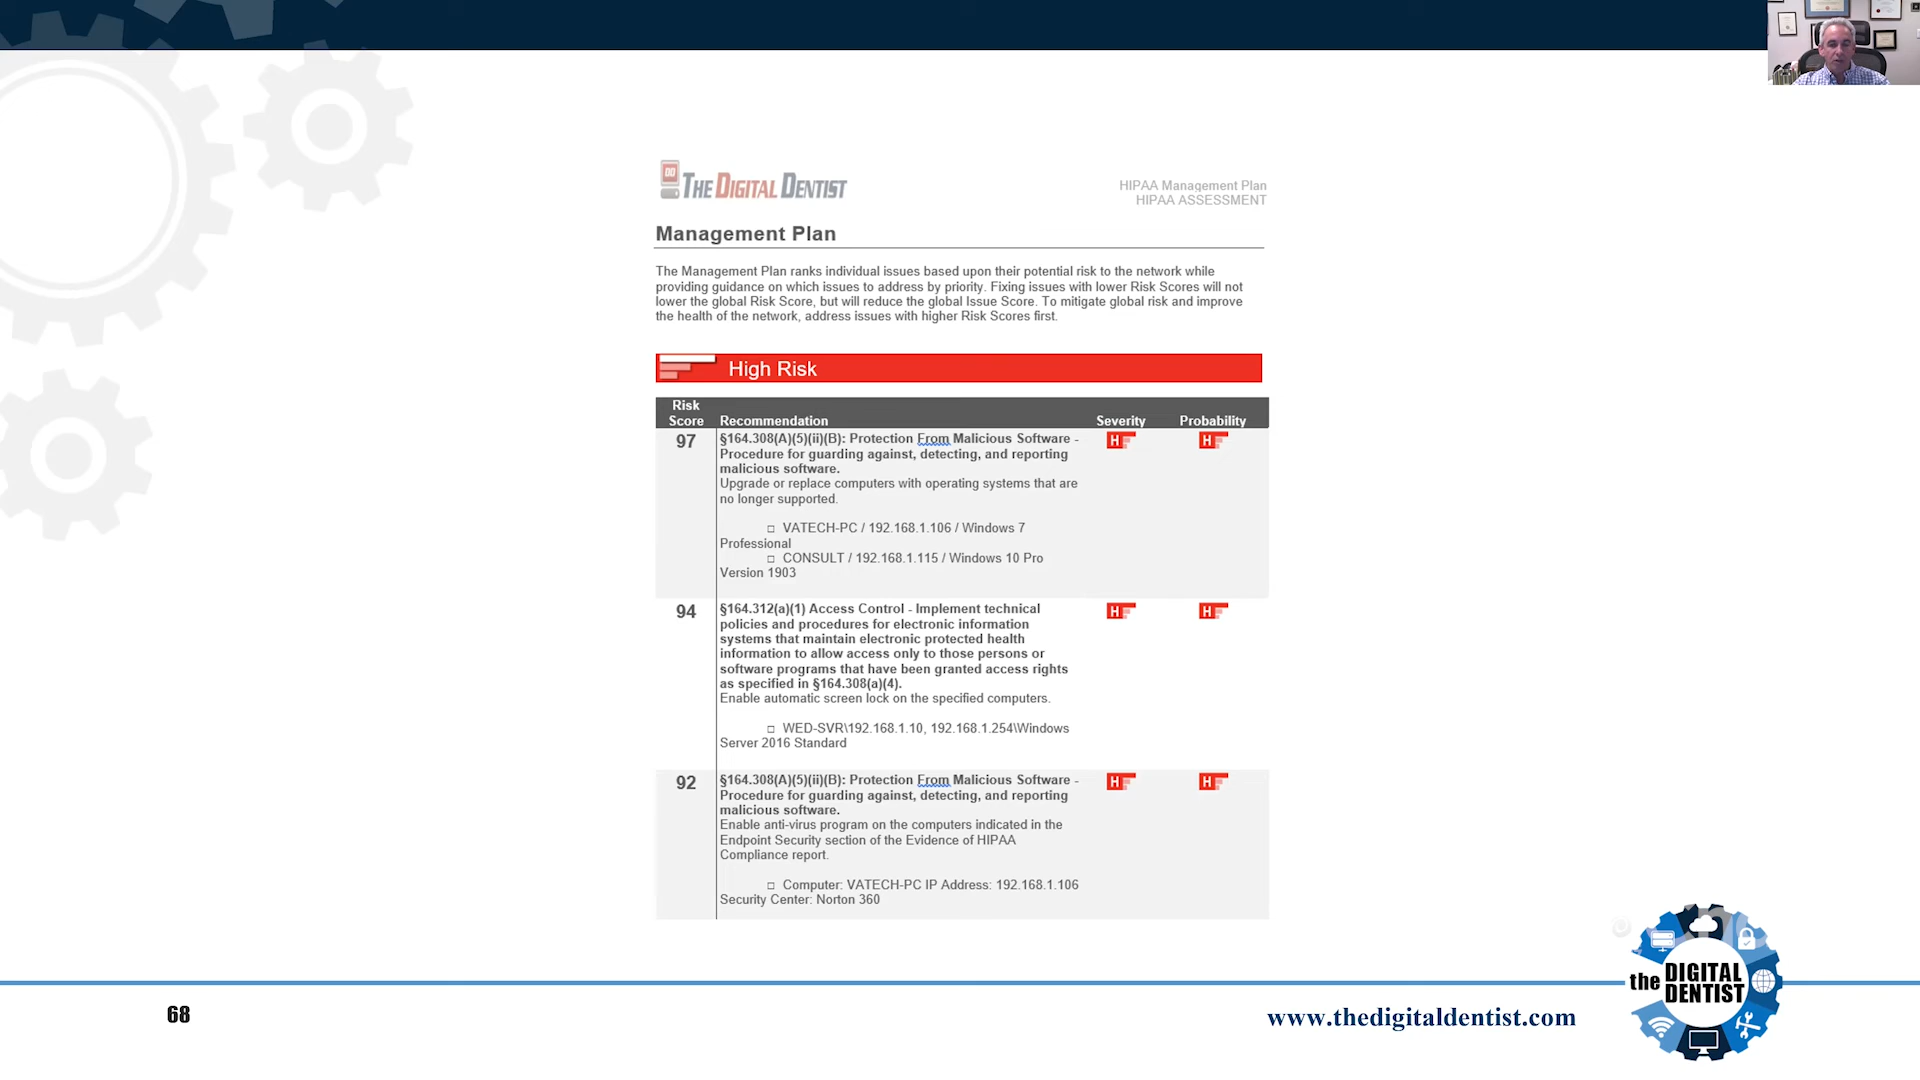 THE DIGITAL DENTIST
HIPAA Management Plan
HIPAA ASSESSMENT
Management Plan
The Management Plan ranks individual issues based upon their potential risk to the network while
providing guidance on which issues to address by priority. Fixing issues with lower Risk Scores will not
lower the global Risk Score, but will reduce the global Issue Score. To mitigate global risk and improve
the health of the network, address issues with higher Risk Scores first.
High Risk
Risk
Score Recommendation Severity Probability
97 §164.308(A)(5)(ii)(B): Protection From Malicious Software - H H
Procedure for guarding against, detecting, and reporting
malicious software.
Upgrade or replace computers with operating systems that are
no longer supported.
□ VATECH-PC / 192.168.1.106 / Windows 7
Professional
□ CONSULT / 192.168.1.115 / Windows 10 Pro
Version 1903
94 §164.312(a)(1) Access Control - Implement technical H H
policies and procedures for electronic information
systems that maintain electronic protected health
information to allow access only to those persons or
software programs that have been granted access rights
as specified in §164.308(a)(4).
Enable automatic screen lock on the specified computers.
□ WED-SVR\192.168.1.10, 192.168.1.254\Windows
Server 2016 Standard
92 §164.308(A)(5)(ii)(B): Protection From Malicious Software - H H
Procedure for guarding against, detecting, and reporting
malicious software.
Enable anti-virus program on the computers indicated in the
Endpoint Security section of the Evidence of HIPAA
Compliance report.
□ Computer: VATECH-PC IP Address: 192.168.1.106
Security Center: Norton 360
68
www.thedigitaldentist.com
the DIGITAL
DENTIST